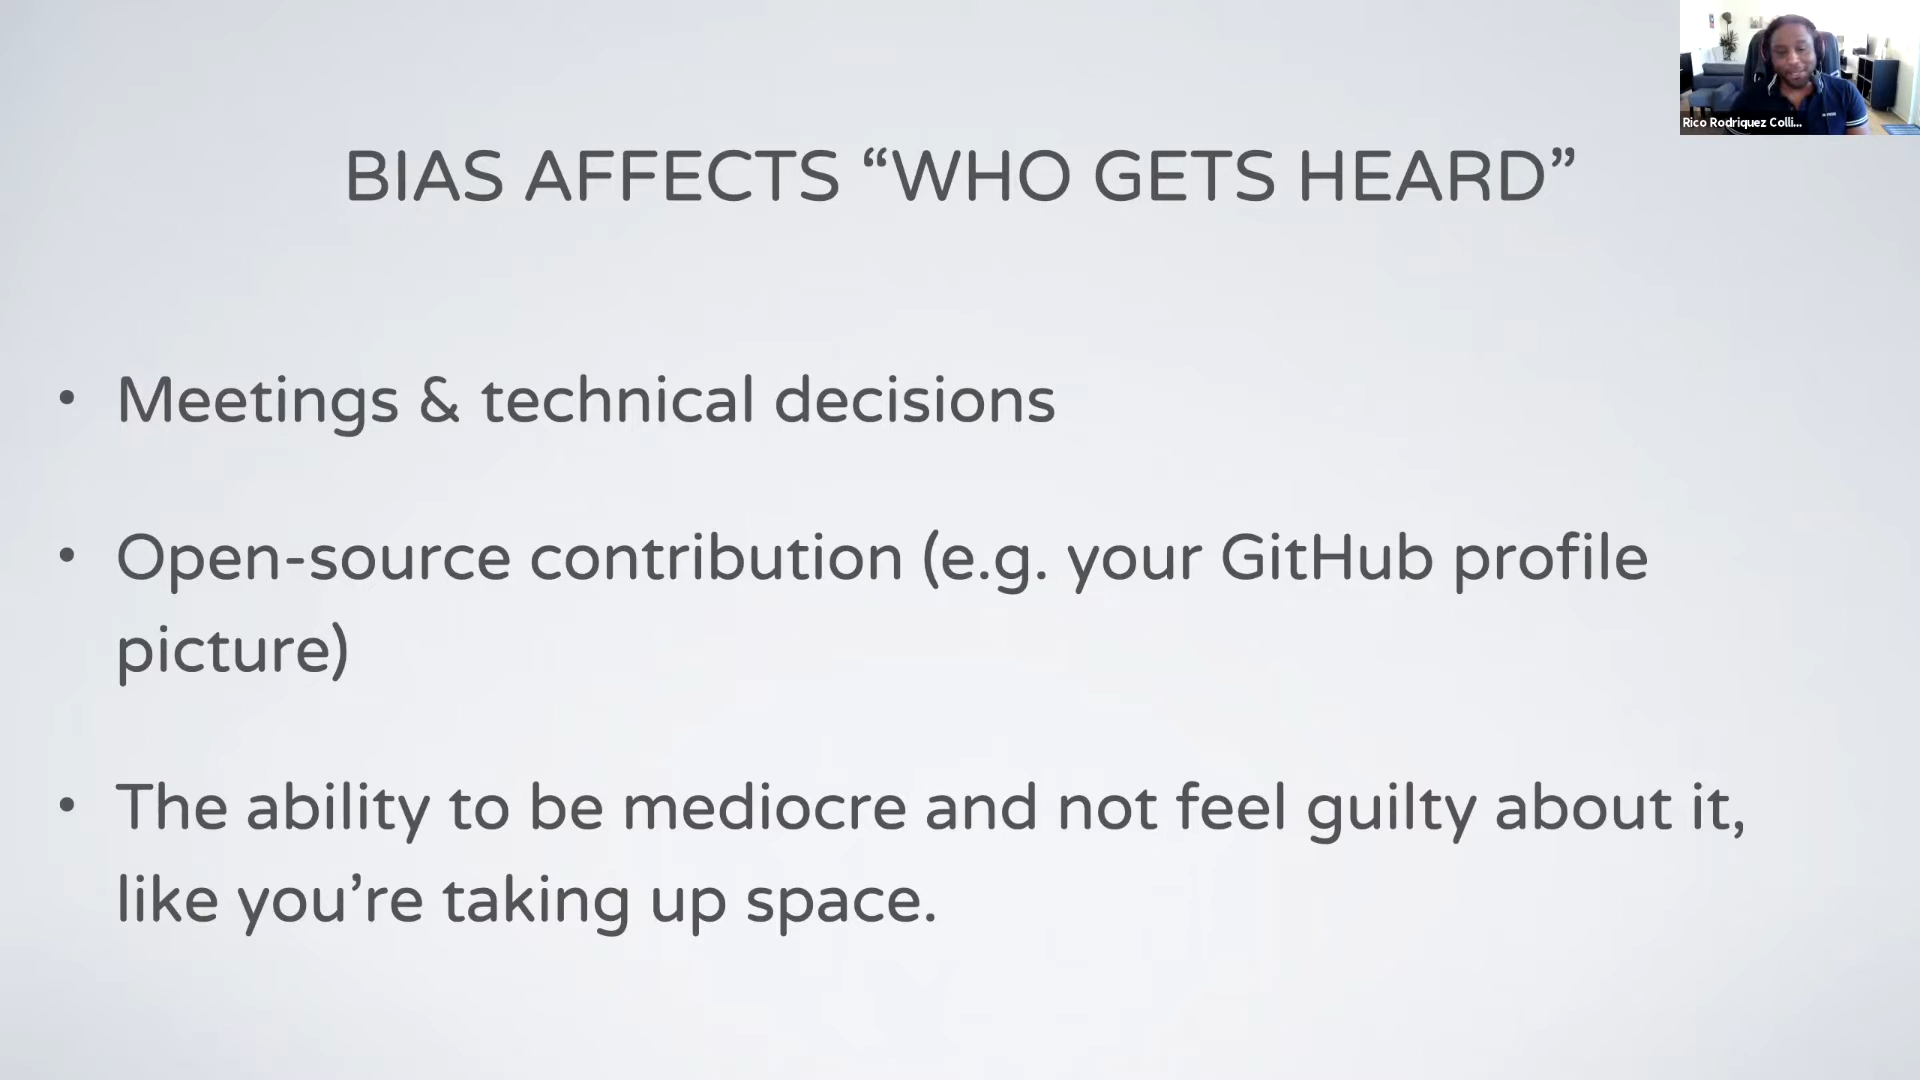 BIAS AFFECTS “WHO GETS HEARD”
• Meetings & technical decisions
• Open-source contribution (e.g. your GitHub profile
picture)
• The ability to be mediocre and not feel guilty about it,
like you’re taking up space.
Rico Rodriquez Colli...